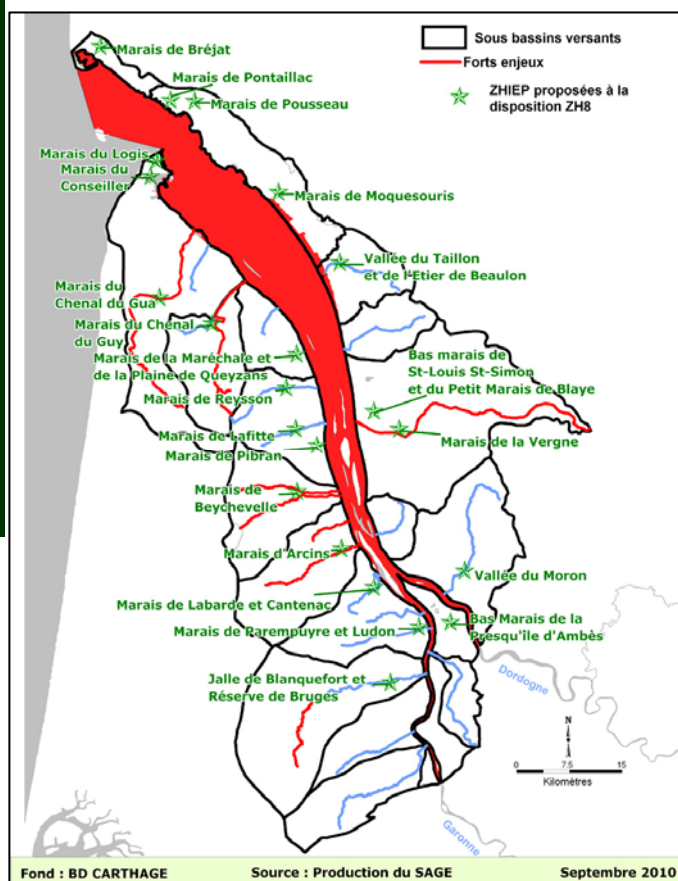 Marais de Bréjat
Sous bassins versants
Forts enjeux
ZHIEP proposées à la
disposition ZH8
Marais de Pontaillac
Marais de Pousseau
Marais du Logis
Marais du
Conseiller
Marais de Moquesouris
Vallée du Taillon
et de l'Etier de Beaulon
Marais du
Chenal du Gua
Marais du Chenal
du Guy
Marais de la Maréchale et
de la Plaine de Queyzans
Bas marais de
St-Louis St-Simon
et du Petit Marais de Blaye
Marais de Reysson
Marais de Lafitte
Marais de la Vergne
Marais de Pibran
Marais de
Beychevelle
Marais d'Arcins
Vallée du Moron
Marais de Labarde et Cantenac
Bas Marais de la
Presqu'île d'Ambès
Marais de Parempuyre et Ludon
Jalle de Blanquefort et
Réserve de Bruges
Dordogne
N
0 7,5 15
Kilomètres
Garonne
Fond : BD CARTHAGE Source : Production du SAGE Septembre 2010